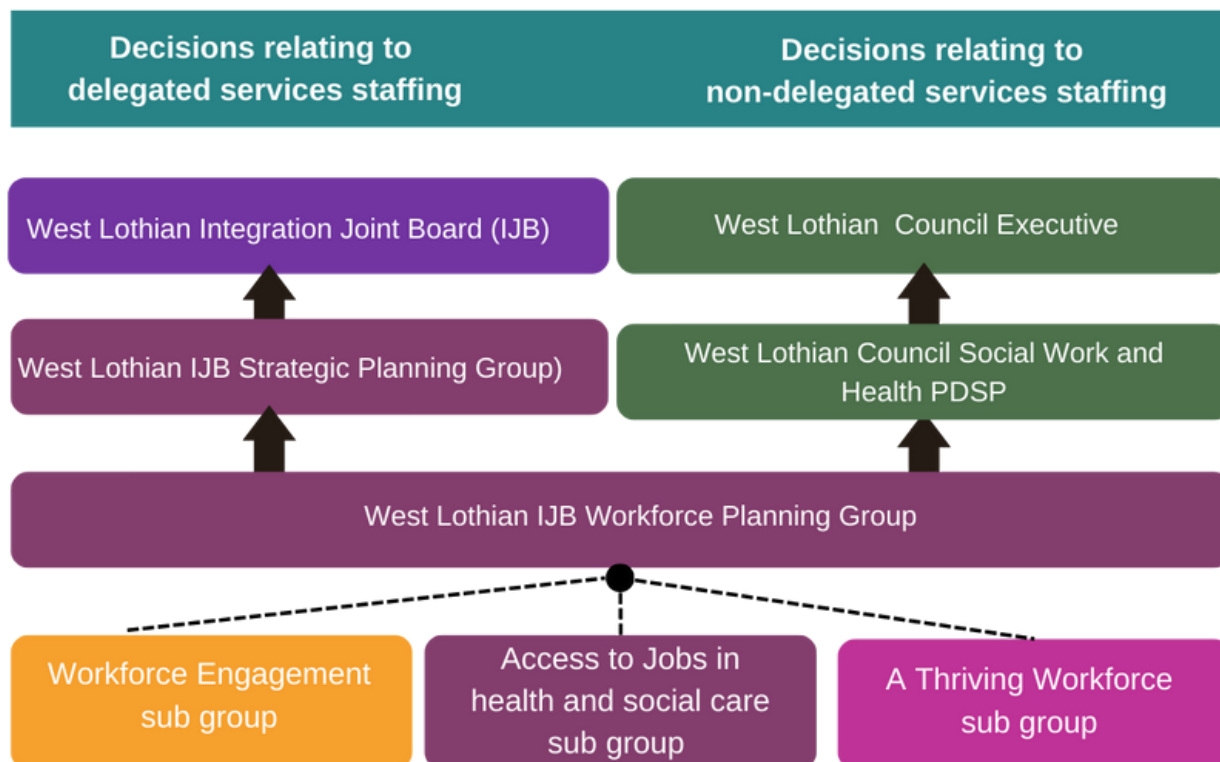 Decisions relating to
delegated services staffing
Decisions relating to
non-delegated services staffing
West Lothian Integration Joint Board (IJB)
West Lothian Council Executive
West Lothian IJB Strategic Planning Group)
West Lothian Council Social Work and
Health PDSP
West Lothian IJB Workforce Planning Group
Workforce Engagement
sub group
Access to Jobs in
health and social care
sub group
A Thriving Workforce
sub group